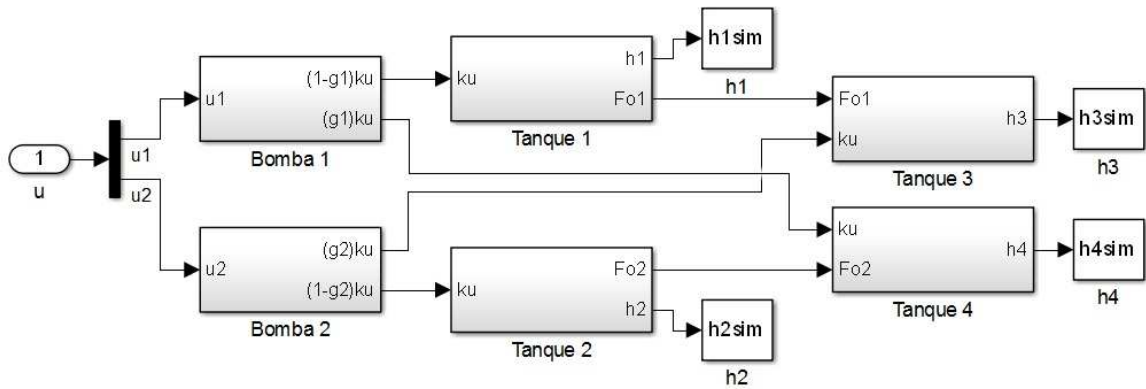 1
u
u1
u2
u1
(1-g1)ku
(g1)ku
Bomba 1
u2
(g2)ku
(1-g2)ku
Bomba 2
ku
h1
Fo1
Tanque 1
h1sim
h1
ku
Fo2
h2
Tanque 2
h2sim
h2
Fo1
ku
h3
Tanque 3
h3sim
h3
ku
Fo2
h4
Tanque 4
h4sim
h4